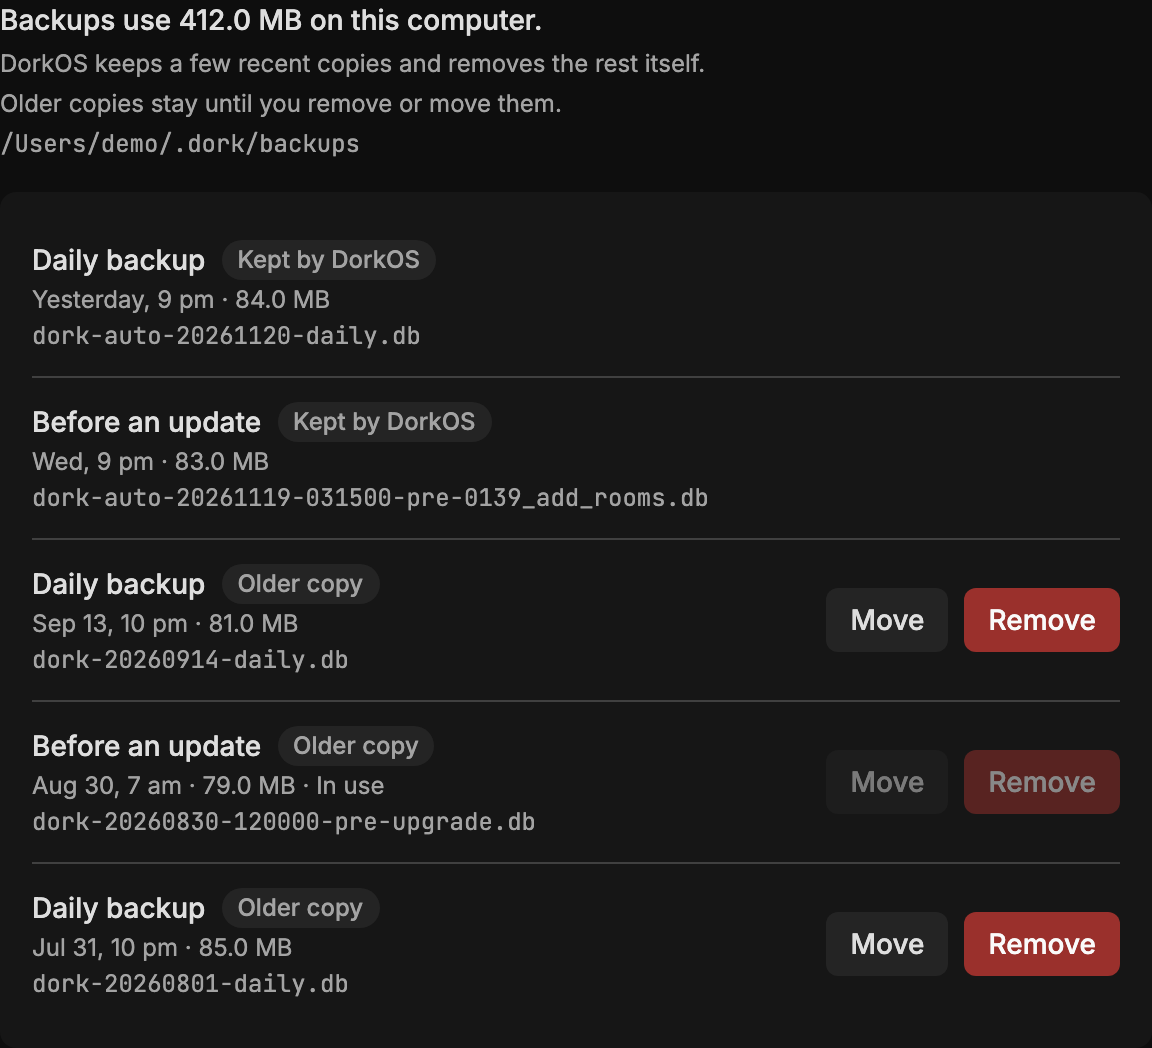 Backups use 412.0 MB on this computer.
DorkOS keeps a few recent copies and removes the rest itself.
Older copies stay until you remove or move them.
/Users/demo/.dork/backups
Daily backup Kept by DorkOS
Yesterday, 9 pm · 84.0 MB
dork-auto-20261120-daily.db
Before an update Kept by DorkOS
Wed, 9 pm · 83.0 MB
dork-auto-20261119-031500-pre-0139_add_rooms.db
Daily backup Older copy
Sep 13, 10 pm · 81.0 MB
dork-20260914-daily.db
Move Remove
Before an update Older copy
Aug 30, 7 am · 79.0 MB · In use
dork-20260830-120000-pre-upgrade.db
Move Remove
Daily backup Older copy
Jul 31, 10 pm · 85.0 MB
dork-20260801-daily.db
Move Remove